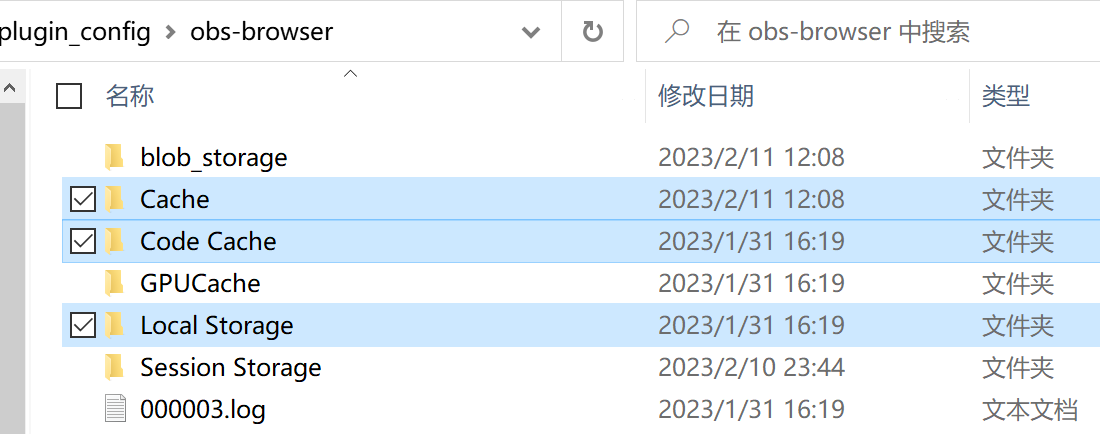 plugin_config > obs-browser
在 obs-browser 中搜索
名称 修改日期 类型
blob_storage 2023/2/11 12:08 文件夹
Cache 2023/2/11 12:08 文件夹
Code Cache 2023/1/31 16:19 文件夹
GPUCache 2023/1/31 16:19 文件夹
Local Storage 2023/1/31 16:19 文件夹
Session Storage 2023/2/10 23:44 文件夹
000003.log 2023/1/31 16:19 文本文档